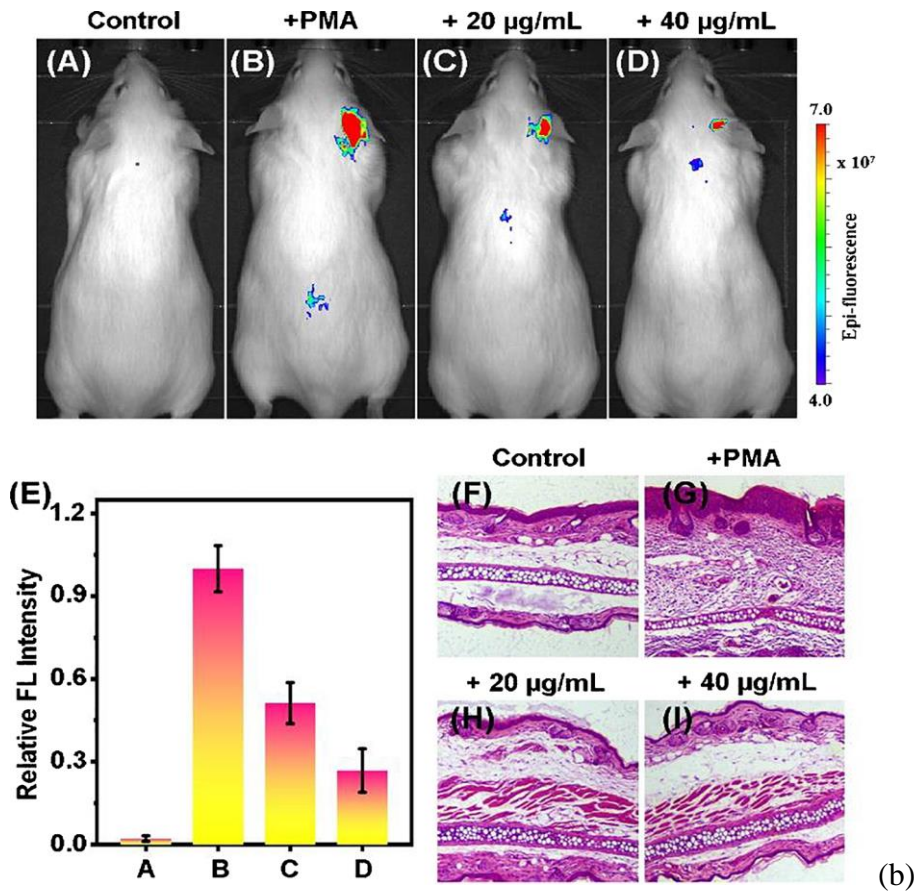 Control
+PMA
+ 20 µg/mL
+ 40 µg/mL
(A)
(B)
(C)
(D)
7.0
x 10⁷
Epi-fluorescence
4.0
(E)
Relative FL Intensity
1.2
0.9
0.6
0.3
0.0
A
B
C
D
Control
+PMA
(F)
(G)
+ 20 µg/mL
+ 40 µg/mL
(H)
(I)
(b)